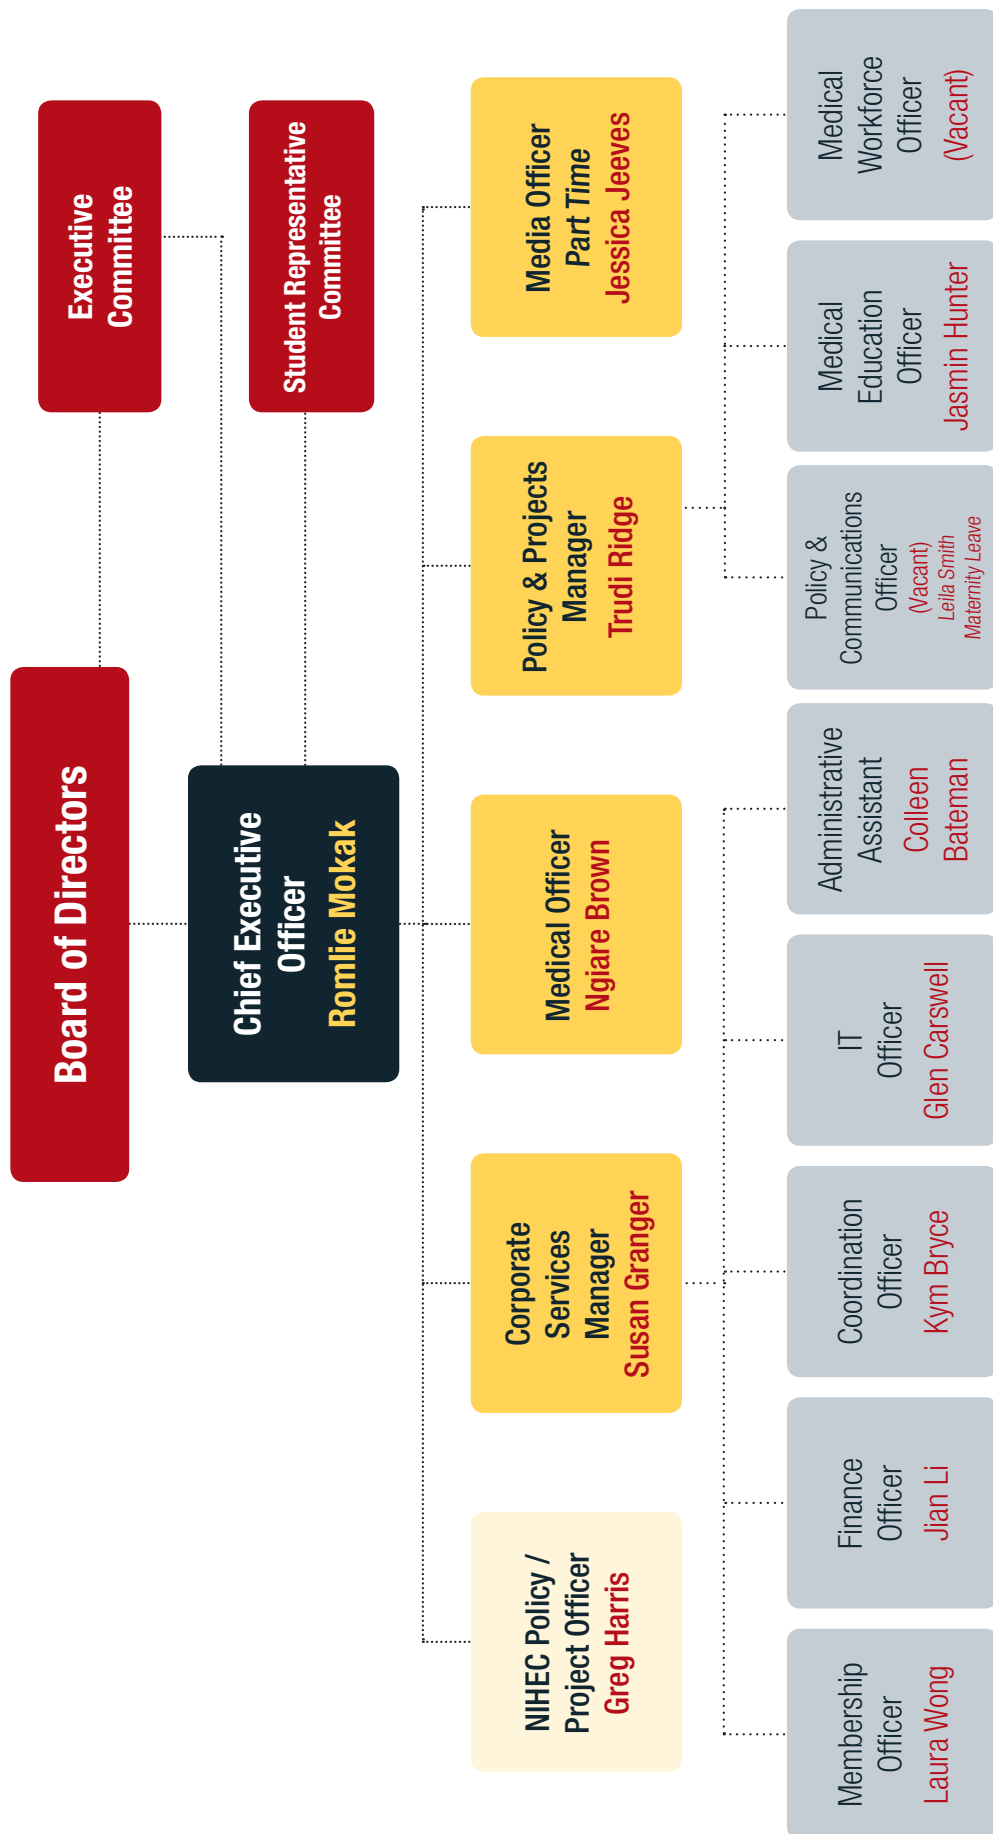 Board of Directors
Executive
Committee
Chief Executive
Officer
Romlie Mokak
Student Representative
Committee
NIHEC Policy /
Project Officer
Greg Harris
Corporate
Services
Manager
Susan Granger
Medical Officer
Ngiare Brown
Policy & Projects
Manager
Trudi Ridge
Media Officer
Part Time
Jessica Jeeves
Membership
Officer
Laura Wong
Finance
Officer
Jian Li
Coordination
Officer
Kym Bryce
IT
Officer
Glen Carswell
Administrative
Assistant
Colleen
Bateman
Policy &
Communications
Officer
(Vacant)
Leila Smith
Maternity Leave
Medical
Education
Officer
Jasmin Hunter
Medical
Workforce
Officer
(Vacant)